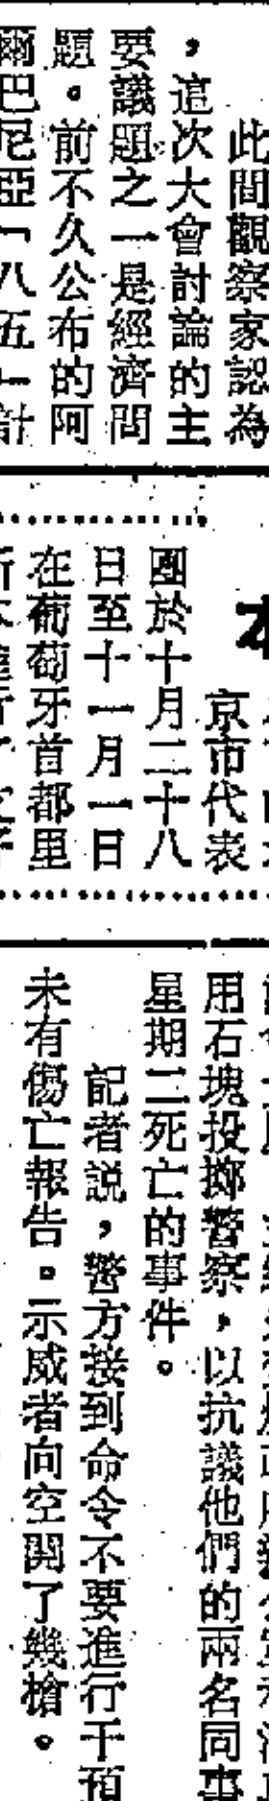 此間觀察家認為
，這次大會討論的主
要議題之一是經濟問
題。前不久公布的阿
爾巴尼亞「八五」計
京市代表
團於十月二十八
日至十一月一日
在葡萄牙首都里
用石塊投擲警察，以抗議他們的兩名同事
星期二死亡的事件。
記者説，警方接到命令不要進行干預
未有傷亡報告。示威者向空開了幾槍。